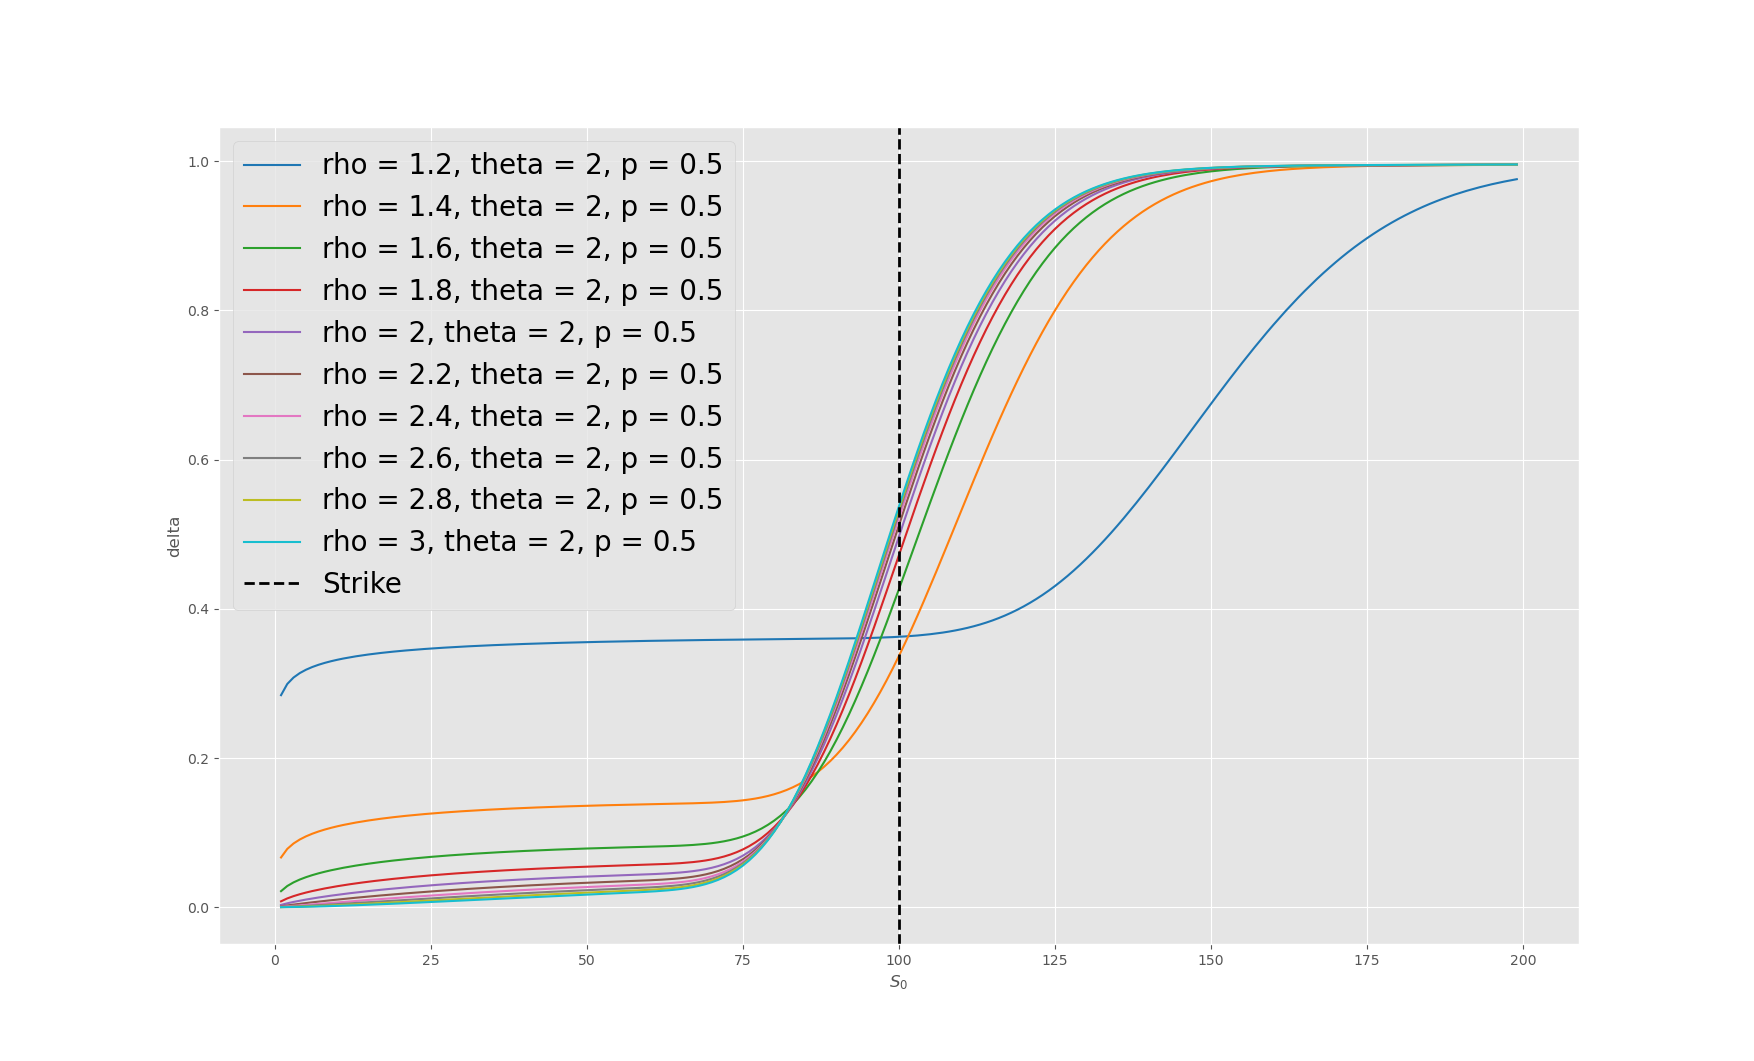 rho = 1.2, theta = 2, p = 0.5
rho = 1.4, theta = 2, p = 0.5
rho = 1.6, theta = 2, p = 0.5
rho = 1.8, theta = 2, p = 0.5
rho = 2, theta = 2, p = 0.5
rho = 2.2, theta = 2, p = 0.5
rho = 2.4, theta = 2, p = 0.5
rho = 2.6, theta = 2, p = 0.5
rho = 2.8, theta = 2, p = 0.5
rho = 3, theta = 2, p = 0.5
Strike
1.0
0.8
0.6
0.4
0.2
0.0
delta
0 25 50 75 100 125 150 175 200
S₀